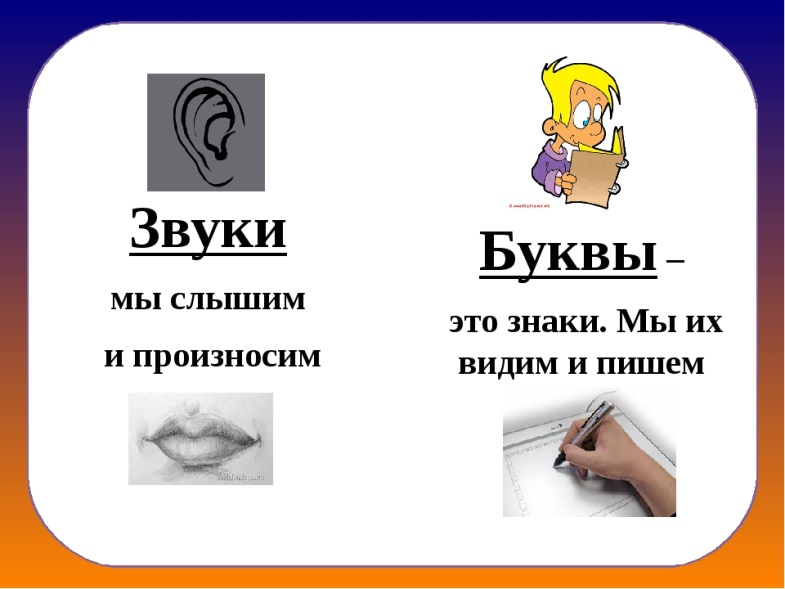 Звуки
мы слышим
и произносим
Буквы –
это знаки. Мы их
видим и пишем